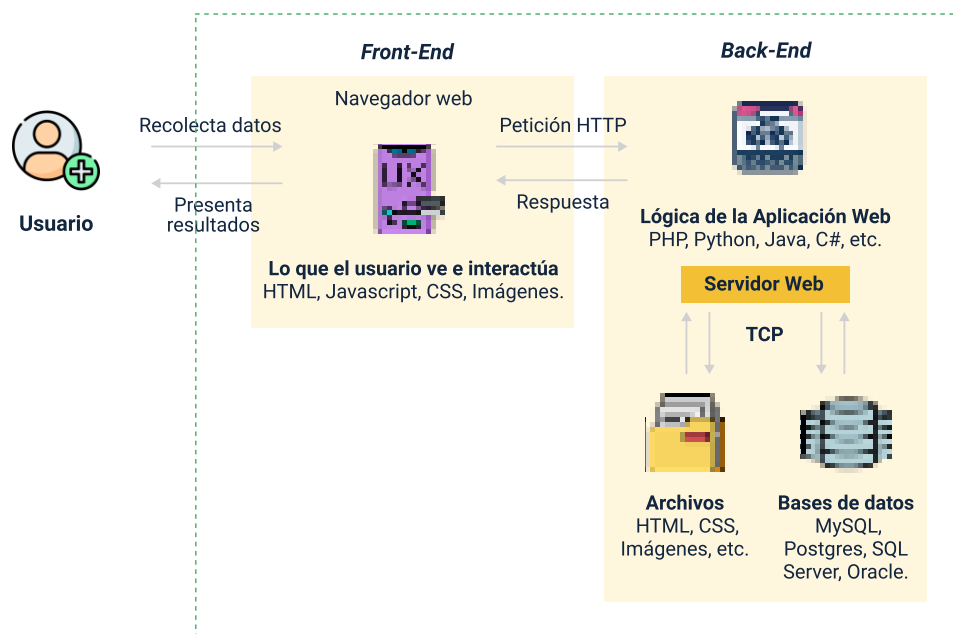 Front-End
Back-End
Navegador web
Recolecta datos
Petición HTTP
UX
Presenta
resultados
Respuesta
Usuario
Lógica de la Aplicación Web
PHP, Python, Java, C#, etc.
Lo que el usuario ve e interactúa
HTML, Javascript, CSS, Imágenes.
Servidor Web
TCP
Archivos
HTML, CSS,
Imágenes, etc.
Bases de datos
MySQL,
Postgres, SQL
Server, Oracle.